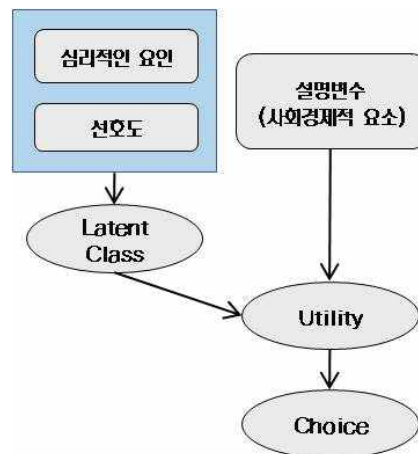 심리적인 요인
선호도
설명변수
(사회경제적 요소)
Latent
Class
Utility
Choice